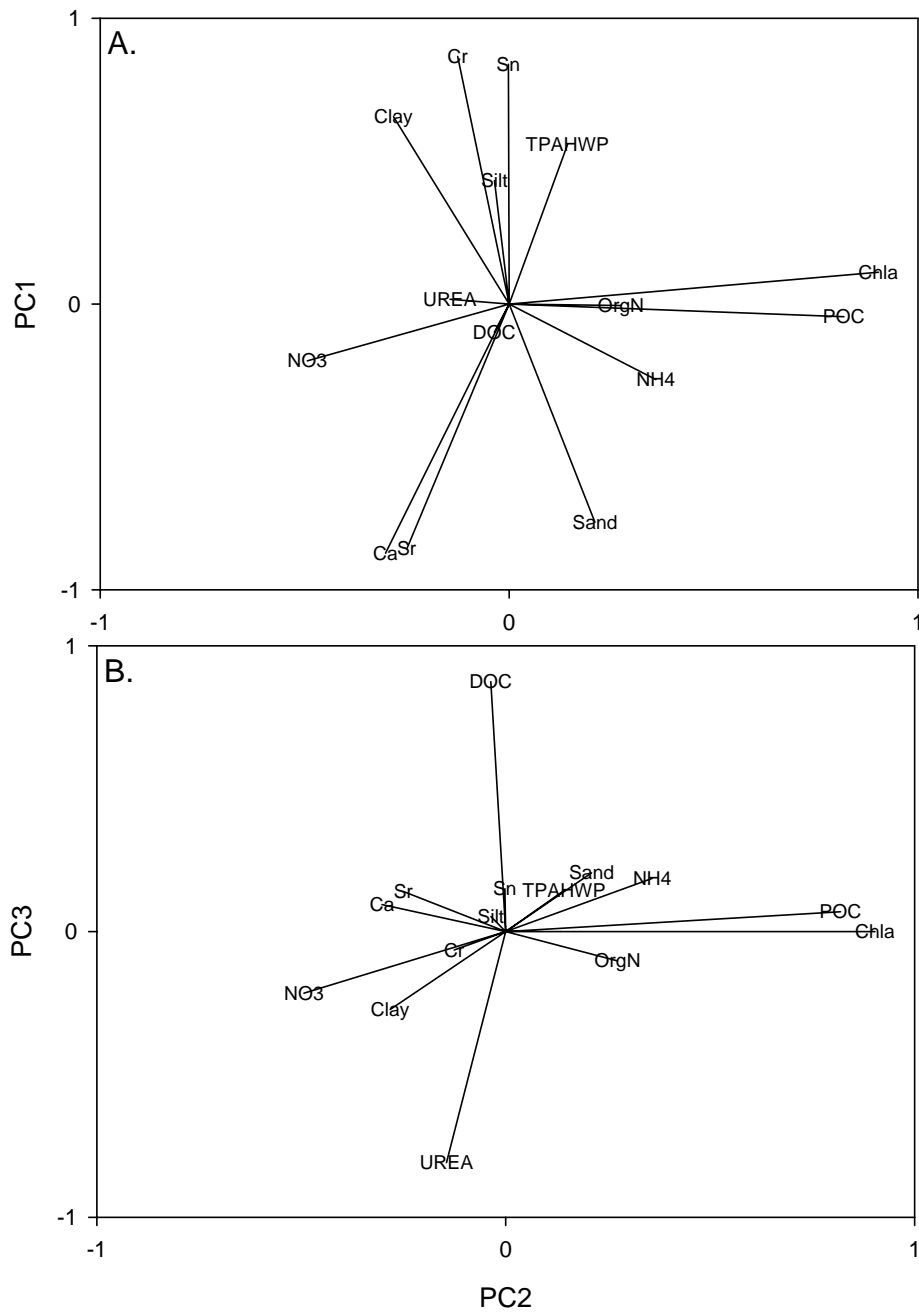 1
A.
Cr
Sn
Clay
TPAHWP
Silt
Chla
PC1
0
UREA
OrgN
POC
DOC
NO3
NH4
Sand
Ca
Sr
-1
-1
0
1
1
B.
DOC
Sand
Sr
Sn
TPAHWP
NH4
Ca
Silt
POC
PC3
0
Chla
Cr
OrgN
NO3
Clay
UREA
-1
-1
0
1
PC2